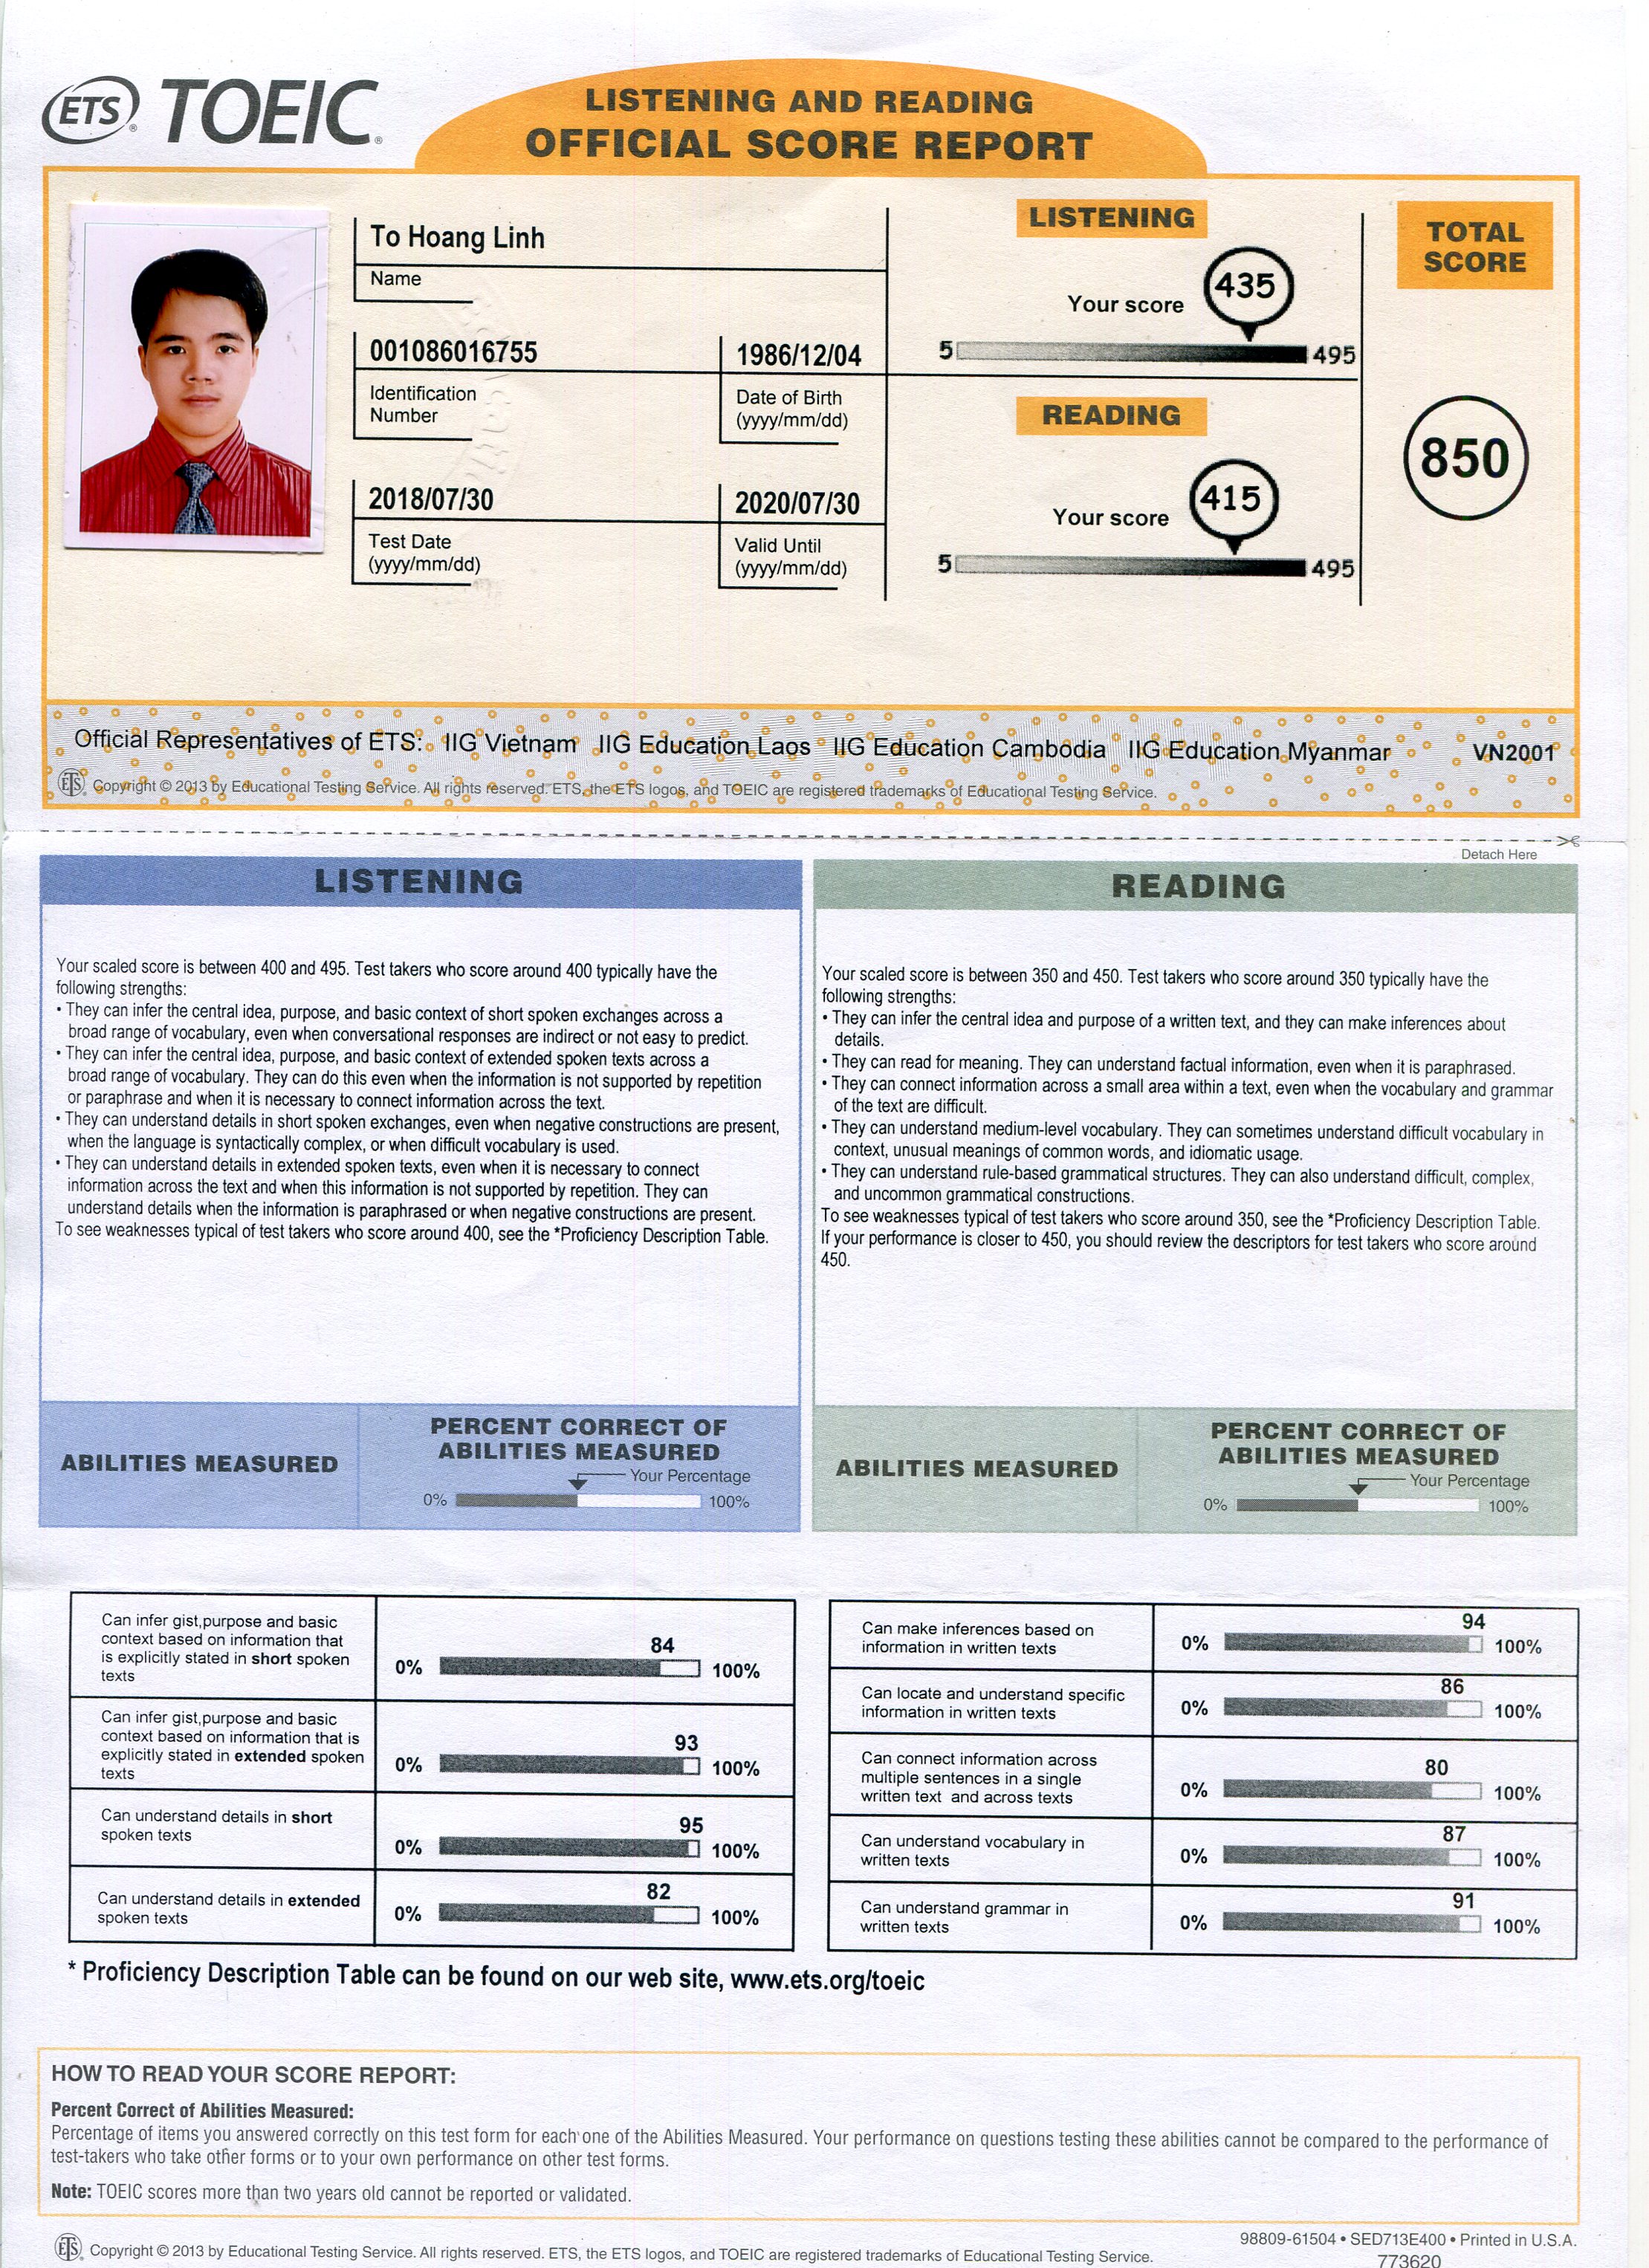 ETS® TOEIC®
LISTENING AND READING
OFFICIAL SCORE REPORT
To Hoang Linh
Name
001086016755
Identification
Number
1986/12/04
Date of Birth
(yyyy/mm/dd)
2018/07/30
Test Date
(yyyy/mm/dd)
2020/07/30
Valid Until
(yyyy/mm/dd)
LISTENING
Your score
435
5
495
READING
Your score
415
5
495
TOTAL
SCORE
850
Official Representatives of ETS: IIG Vietnam IIG Education Laos IIG Education Cambodia IIG Education Myanmar VN2001
ETS® Copyright © 2013 by Educational Testing Service. All rights reserved. ETS, the ETS logos, and TOEIC are registered trademarks of Educational Testing Service.
Detach Here
LISTENING
Your scaled score is between 400 and 495. Test takers who score around 400 typically have the
following strengths:
• They can infer the central idea, purpose, and basic context of short spoken exchanges across a
broad range of vocabulary, even when conversational responses are indirect or not easy to predict.
• They can infer the central idea, purpose, and basic context of extended spoken texts across a
broad range of vocabulary. They can do this even when the information is not supported by repetition
or paraphrase and when it is necessary to connect information across the text.
• They can understand details in short spoken exchanges, even when negative constructions are present,
when the language is syntactically complex, or when difficult vocabulary is used.
• They can understand details in extended spoken texts, even when it is necessary to connect
information across the text and when this information is not supported by repetition. They can
understand details when the information is paraphrased or when negative constructions are present.
To see weaknesses typical of test takers who score around 400, see the *Proficiency Description Table.
READING
Your scaled score is between 350 and 450. Test takers who score around 350 typically have the
following strengths:
• They can infer the central idea and purpose of a written text, and they can make inferences about
details.
• They can read for meaning. They can understand factual information, even when it is paraphrased.
• They can connect information across a small area within a text, even when the vocabulary and grammar
of the text are difficult.
• They can understand medium-level vocabulary. They can sometimes understand difficult vocabulary in
context, unusual meanings of common words, and idiomatic usage.
• They can understand rule-based grammatical structures. They can also understand difficult, complex,
and uncommon grammatical constructions.
To see weaknesses typical of test takers who score around 350, see the *Proficiency Description Table.
If your performance is closer to 450, you should review the descriptors for test takers who score around
450.
ABILITIES MEASURED
PERCENT CORRECT OF
ABILITIES MEASURED
Your Percentage
0%
100%
ABILITIES MEASURED
PERCENT CORRECT OF
ABILITIES MEASURED
Your Percentage
0%
100%
Can infer gist,purpose and basic
context based on information that
is explicitly stated in short spoken
texts
0%
84
100%
Can infer gist,purpose and basic
context based on information that is
explicitly stated in extended spoken
texts
0%
93
100%
Can understand details in short
spoken texts
0%
95
100%
Can understand details in extended
spoken texts
0%
82
100%
Can make inferences based on
information in written texts
0%
94
100%
Can locate and understand specific
information in written texts
0%
86
100%
Can connect information across
multiple sentences in a single
written text and across texts
0%
80
100%
Can understand vocabulary in
written texts
0%
87
100%
Can understand grammar in
written texts
0%
91
100%
* Proficiency Description Table can be found on our web site, www.ets.org/toeic
HOW TO READ YOUR SCORE REPORT:
Percent Correct of Abilities Measured:
Percentage of items you answered correctly on this test form for each one of the Abilities Measured. Your performance on questions testing these abilities cannot be compared to the performance of
test-takers who take other forms or to your own performance on other test forms.
Note: TOEIC scores more than two years old cannot be reported or validated.
ETS® Copyright © 2013 by Educational Testing Service. All rights reserved. ETS, the ETS logos, and TOEIC are registered trademarks of Educational Testing Service.
98809-61504 • SED713E400 • Printed in U.S.A.
773620